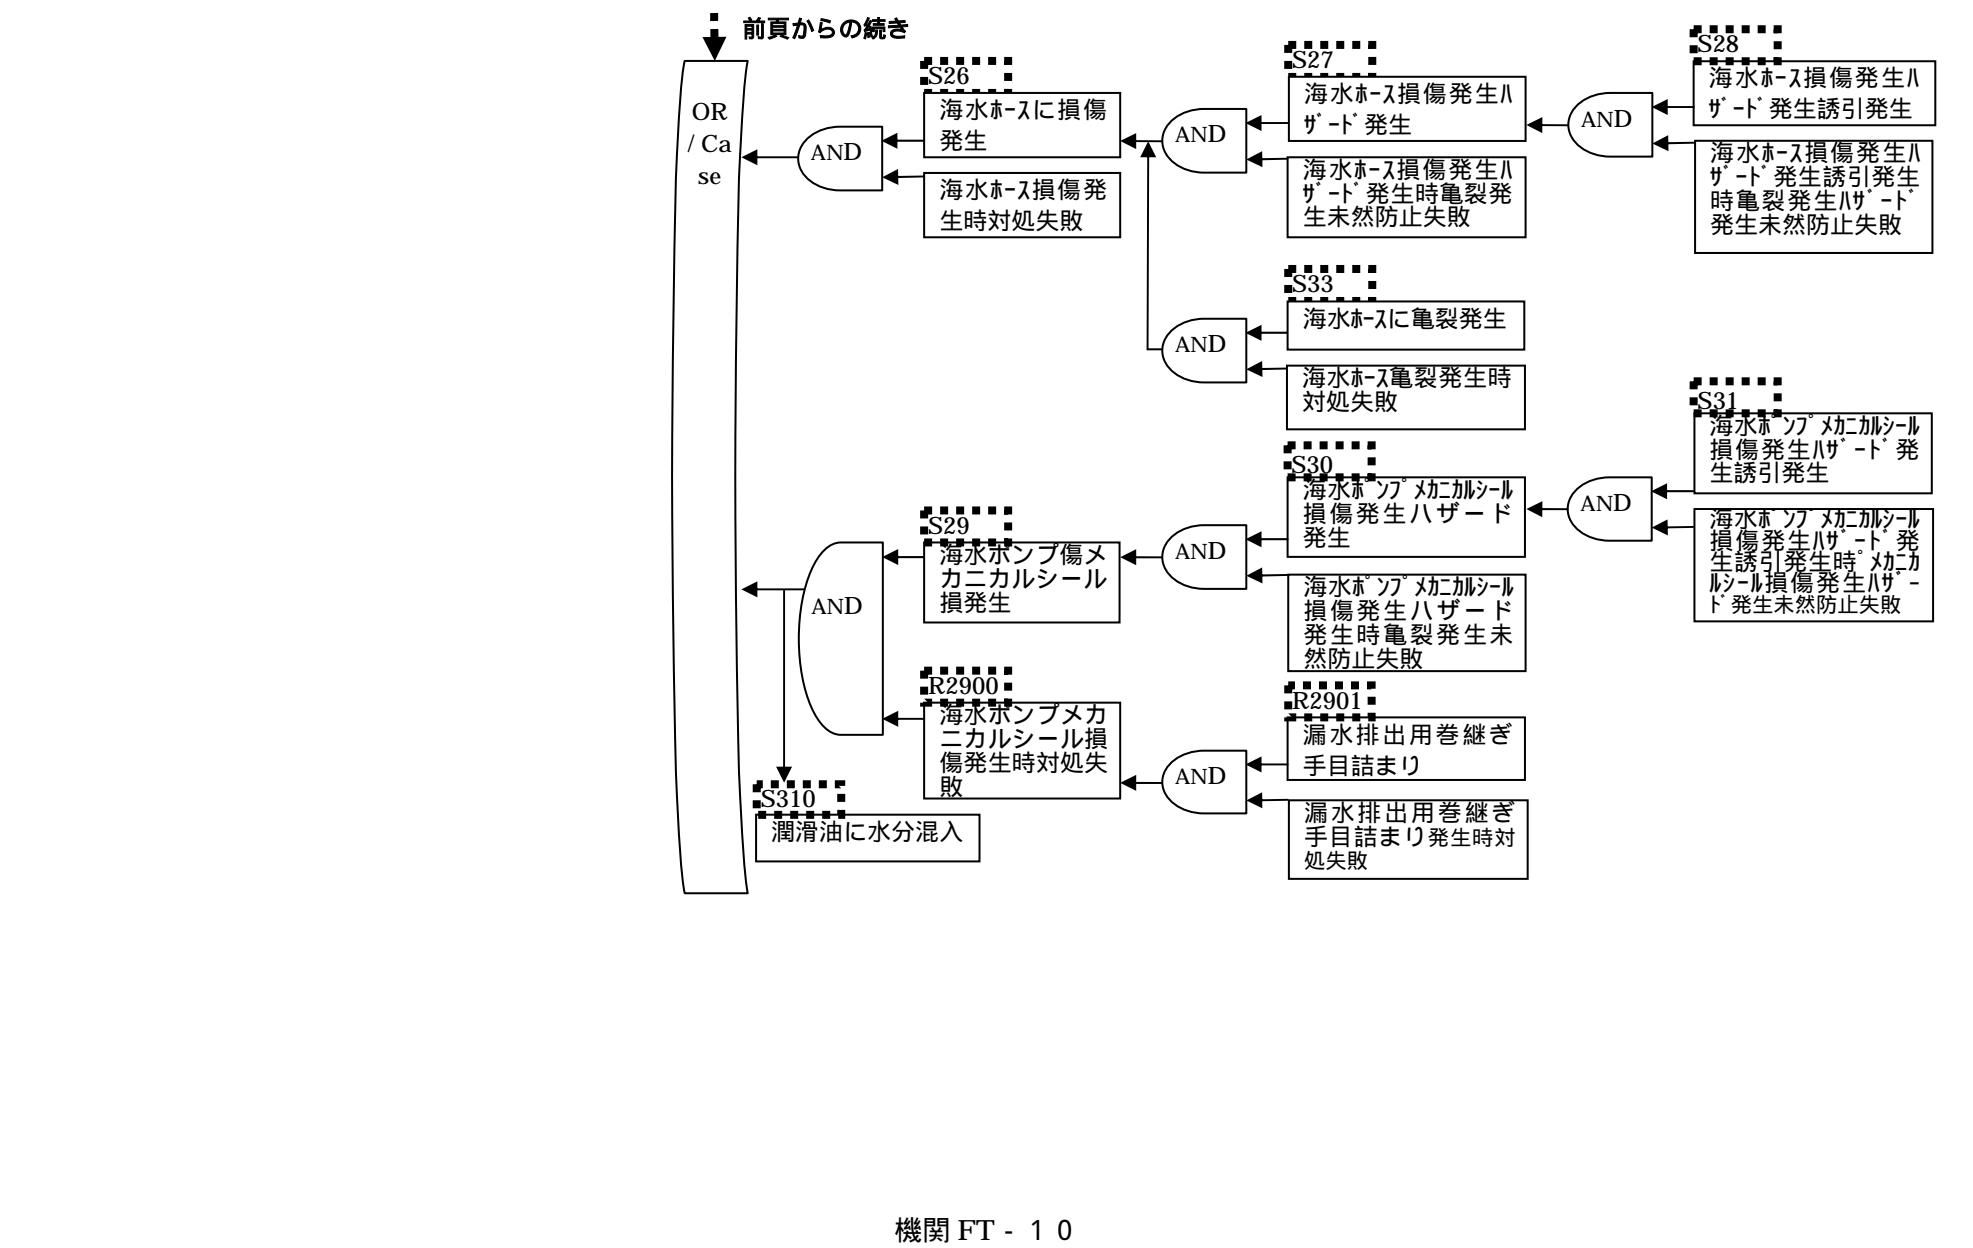 前頁からの続き
OR
/ Ca
se
AND
S26
海水ﾎｰｽに損傷
発生
海水ﾎｰｽ損傷発
生時対処失敗
AND
S27
海水ﾎｰｽ損傷発生ﾊ
ｻﾞｰﾄﾞ発生
海水ﾎｰｽ損傷発生ﾊ
ｻﾞｰﾄﾞ発生時亀裂発
生未然防止失敗
AND
S28
海水ﾎｰｽ損傷発生ﾊ
ｻﾞｰﾄﾞ発生誘引発生
海水ﾎｰｽ損傷発生ﾊ
ｻﾞｰﾄﾞ発生誘引発生
時亀裂発生ﾊｻﾞｰﾄﾞ
発生未然防止失敗
AND
S33
海水ﾎｰｽに亀裂発生
海水ﾎｰｽ亀裂発生時
対処失敗
AND
S29
海水ポンプ傷メ
カニカルシール
損発生
AND
S30
海水ﾎﾟﾝﾌﾟﾒｶﾆｶﾙｼｰﾙ
損傷発生ハザード
発生
海水ﾎﾟﾝﾌﾟﾒｶﾆｶﾙｼｰﾙ
損傷発生ハザード
発生時亀裂発生未
然防止失敗
AND
S31
海水ﾎﾟﾝﾌﾟﾒｶﾆｶﾙｼｰﾙ
損傷発生ﾊｻﾞｰﾄﾞ発
生誘引発生
海水ﾎﾟﾝﾌﾟﾒｶﾆｶﾙｼｰﾙ
損傷発生ﾊｻﾞｰﾄﾞ発
生誘引発生時ﾟﾒｶﾆｶ
ﾙｼｰﾙ損傷発生ﾊｻﾞｰ
ﾄﾞ発生未然防止失敗
R2900
海水ポンプメカ
ニカルシール損
傷発生時対処失
敗
AND
R2901
漏水排出用巻継ぎ
手目詰まり
漏水排出用巻継ぎ
手目詰まり発生時対
処失敗
S310
潤滑油に水分混入
機関 FT - １０